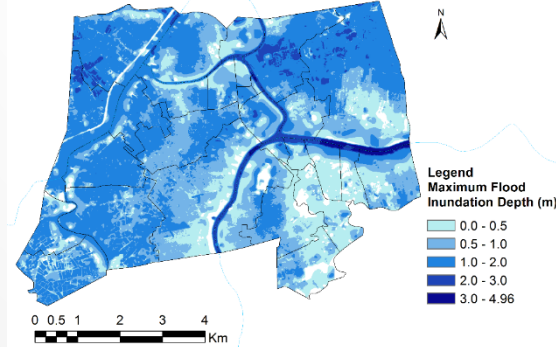 N
Legend
Maximum Flood
Inundation Depth (m)
0.0 - 0.5
0.5 - 1.0
1.0 - 2.0
2.0 - 3.0
3.0 - 4.96
0 0.5 1 2 3 4
Km